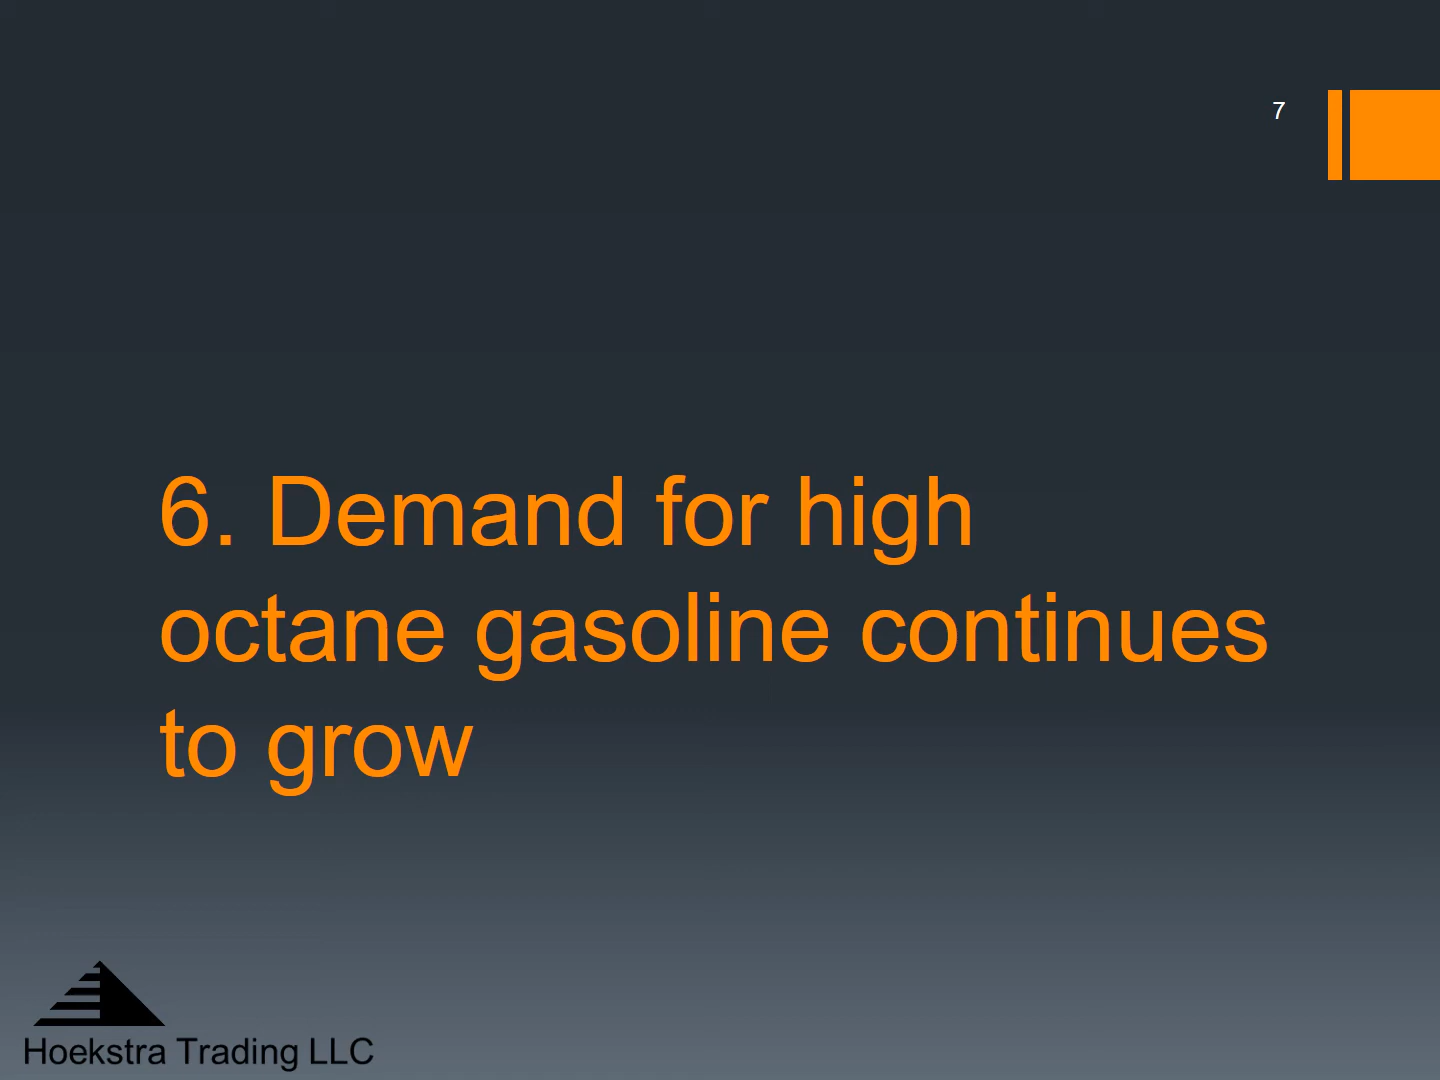 7
6. Demand for high
octane gasoline continues
to grow
Hoekstra Trading LLC